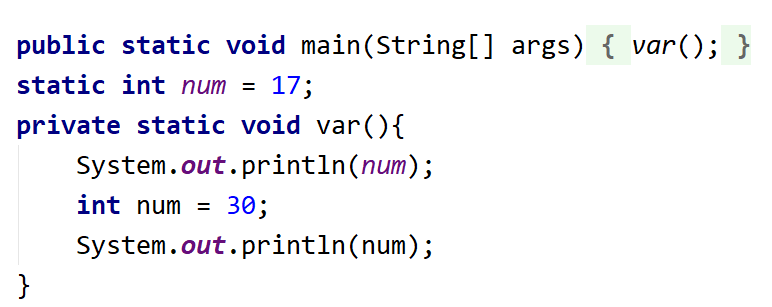 public static void main(String[] args) { var(); }
static int num = 17;
private static void var(){
    System.out.println(num);
    int num = 30;
    System.out.println(num);
}